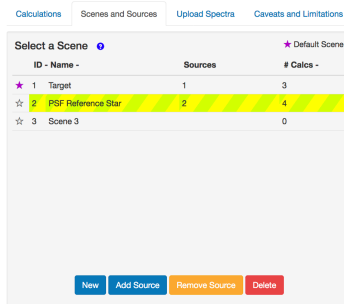 Calculations Scenes and Sources Upload Spectra Caveats and Limitations
Select a Scene ? ★ Default Scene
ID - Name - Sources # Calcs -
★ 1 Target 1 3
☆ 2 PSF Reference Star 2 4
☆ 3 Scene 3 0
New Add Source Remove Source Delete